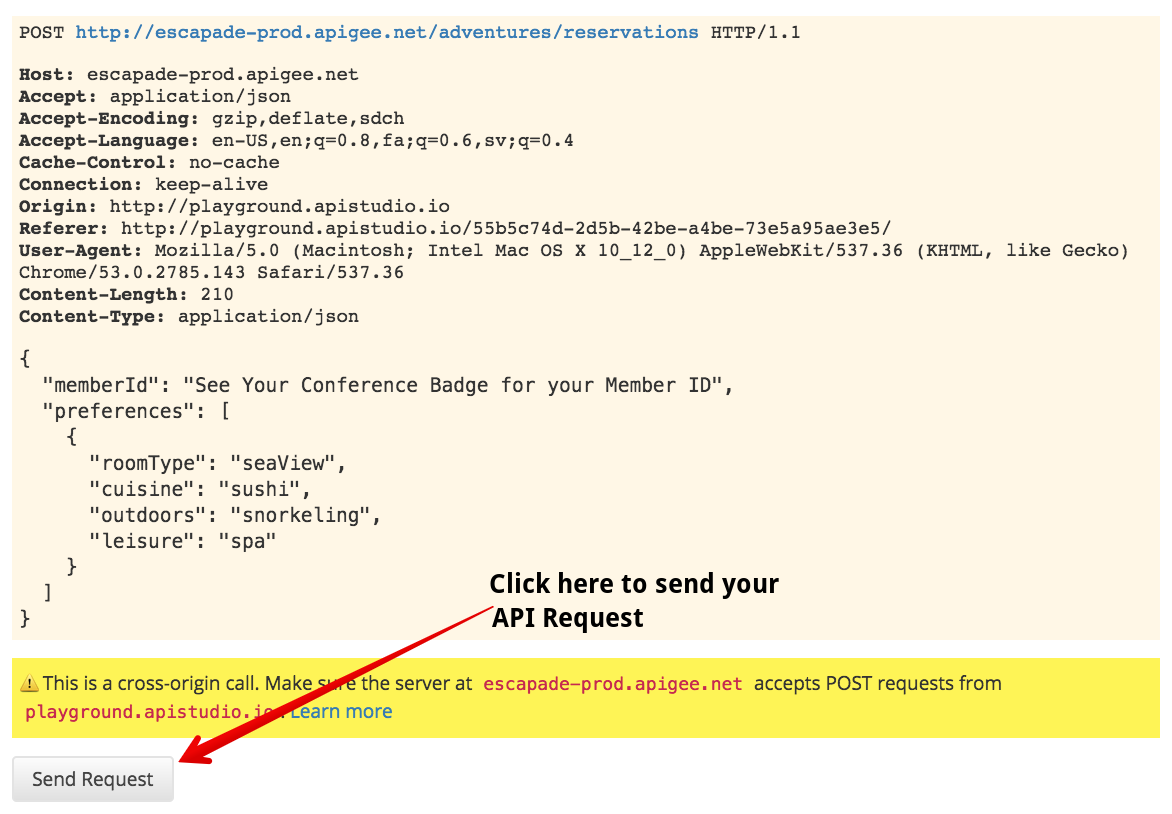 POST http://escapade-prod.apigee.net/adventures/reservations HTTP/1.1
Host: escapade-prod.apigee.net
Accept: application/json
Accept-Encoding: gzip,deflate,sdch
Accept-Language: en-US,en;q=0.8,fa;q=0.6,sv;q=0.4
Cache-Control: no-cache
Connection: keep-alive
Origin: http://playground.apistudio.io
Referer: http://playground.apistudio.io/55b5c74d-2d5b-42be-a4be-73e5a95ae3e5/
User-Agent: Mozilla/5.0 (Macintosh; Intel Mac OS X 10_12_0) AppleWebKit/537.36 (KHTML, like Gecko)
Chrome/53.0.2785.143 Safari/537.36
Content-Length: 210
Content-Type: application/json
{
  "memberId": "See Your Conference Badge for your Member ID",
  "preferences": [
    {
      "roomType": "seaView",
      "cuisine": "sushi",
      "outdoors": "snorkeling",
      "leisure": "spa"
    }
  ]
}
Click here to send your
API Request
This is a cross-origin call. Make sure the server at escapade-prod.apigee.net accepts POST requests from
playground.apistudio.io. Learn more
Send Request